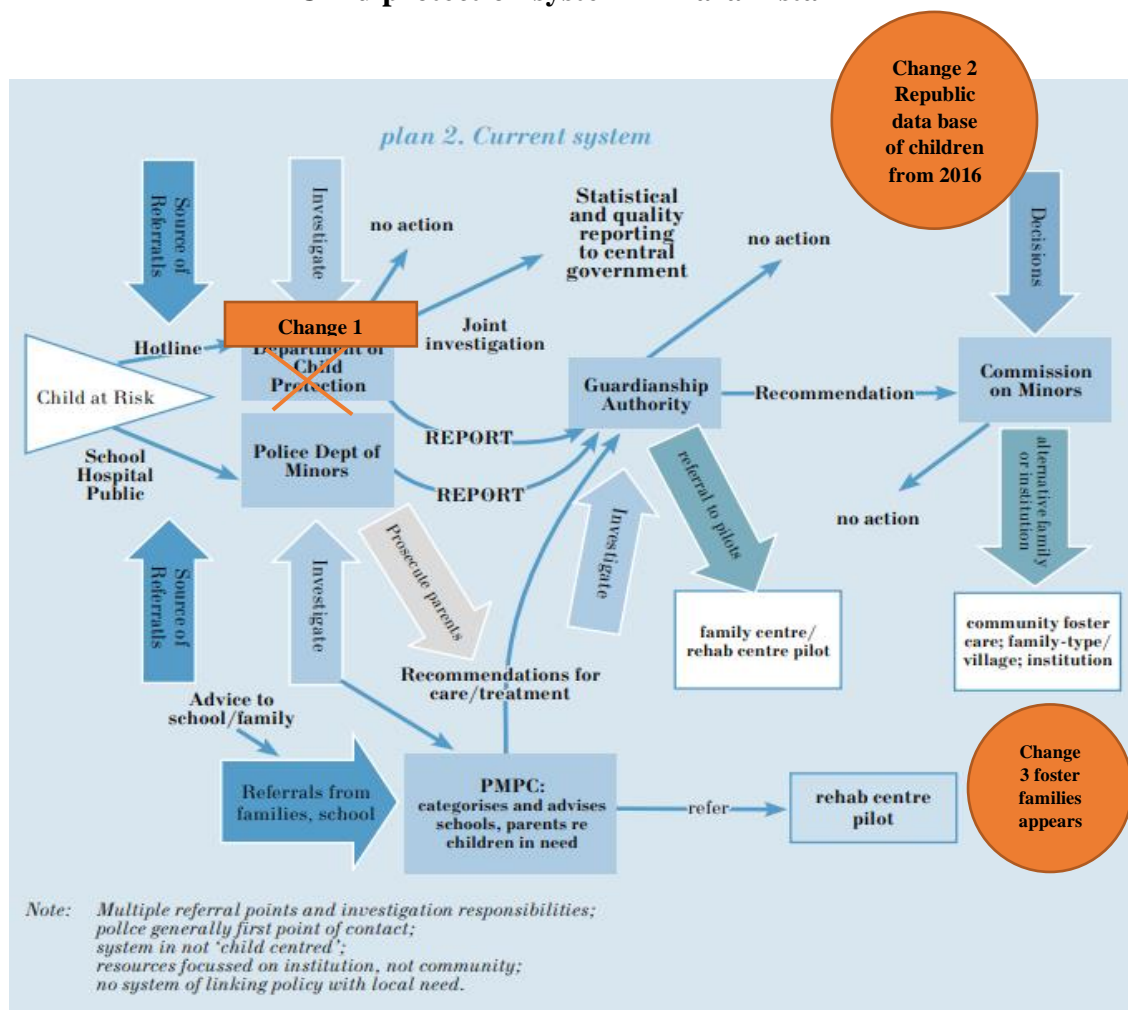 Change 2
Republic
data base
of children
from 2016
plan 2. Current system
Source of
Referratls
Investigate
no action
Statistical
and quality
reporting
to central
government
no action
Decisions
Change 1
Hotline
Department of
Child
Protection
Joint
investigation
Child at Risk
Guardianship
Authority
Recommendation
Commission
on Minors
School
Hospital
Public
Police Dept of
Minors
REPORT
REPORT
referral to pilots
alternative family
or institution
no action
Source of
Referratls
Investigate
Prosecute parents
Investigate
family centre/
rehab centre pilot
community foster
care; family-type/
village; institution
Recommendations for
care/treatment
Advice to
school/family
Referrals from
families, school
PMPC:
categorises and advises
schools, parents re
children in need
refer
rehab centre
pilot
Change
3 foster
families
appears
Note: Multiple referral points and investigation responsibilities;
police generally first point of contact;
system in not 'child centred';
resources focussed on institution, not community;
no system of linking policy with local need.